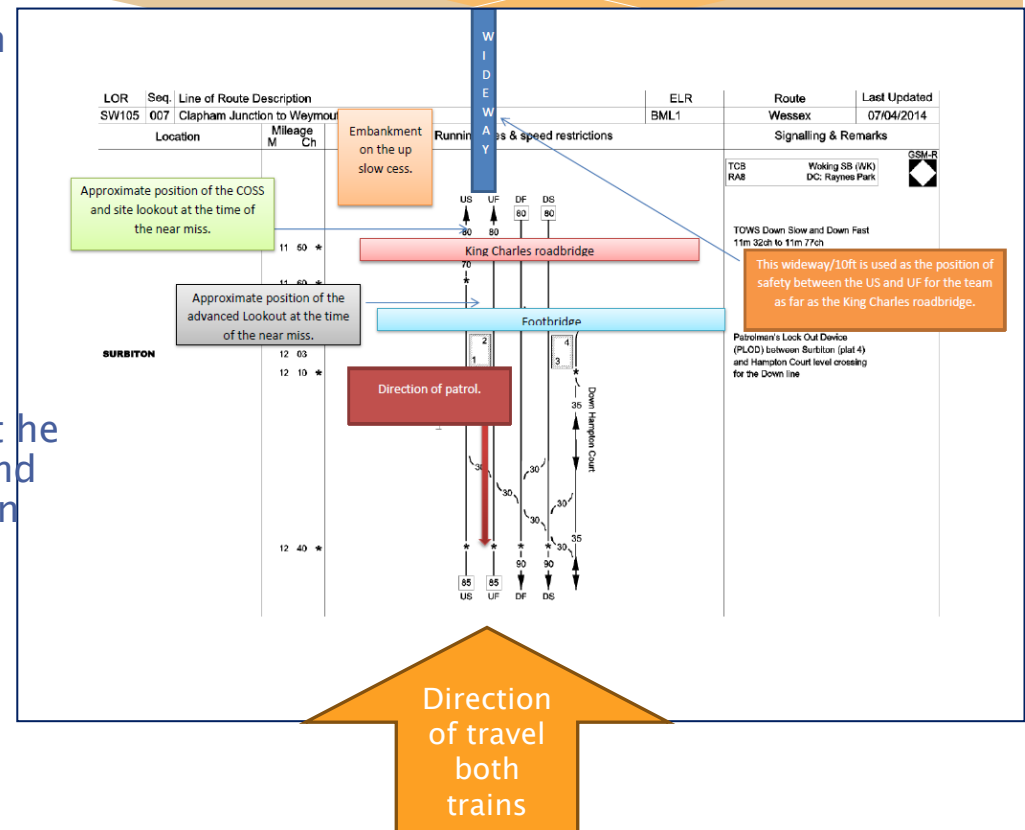 n
t he
nd
n
W
I
D
E
W
A
Y
LOR Seq. Line of Route Description ELR Route Last Updated
SW105 007 Clapham Junction to Weymout BML1 Wessex 07/04/2014
Location Mileage Running es & speed restrictions Signalling & Remarks
M Ch
Embankment
on the up
slow cess.
TCB Woking SB (WK)
RA8 DC: Raynes Park
GSM-R
Approximate position of the COSS
and site lookout at the time of
the near miss.
US UF DF DS
80 80
80 80
TOWS Down Slow and Down Fast
11m 32ch to 11m 77ch
11 50 *
King Charles roadbridge
70
*
This wideway/10ft is used as the position of
safety between the US and UF for the team
as far as the King Charles roadbridge.
11 60 *
Approximate position of the
advanced Lookout at the time
of the near miss.
Footbridge
Patrolman's Lock Out Device
(PLOD) between Surbiton (plat 4)
and Hampton Court level crossing
for the Down line
SURBITON 12 03
2 4
1 3
12 10 * *
Direction of patrol.
35
Down Hampton Court
30 30
30
30
35
12 40 * * * * * 30
90 90
85 85
US UF DF DS
Direction
of travel
both
trains